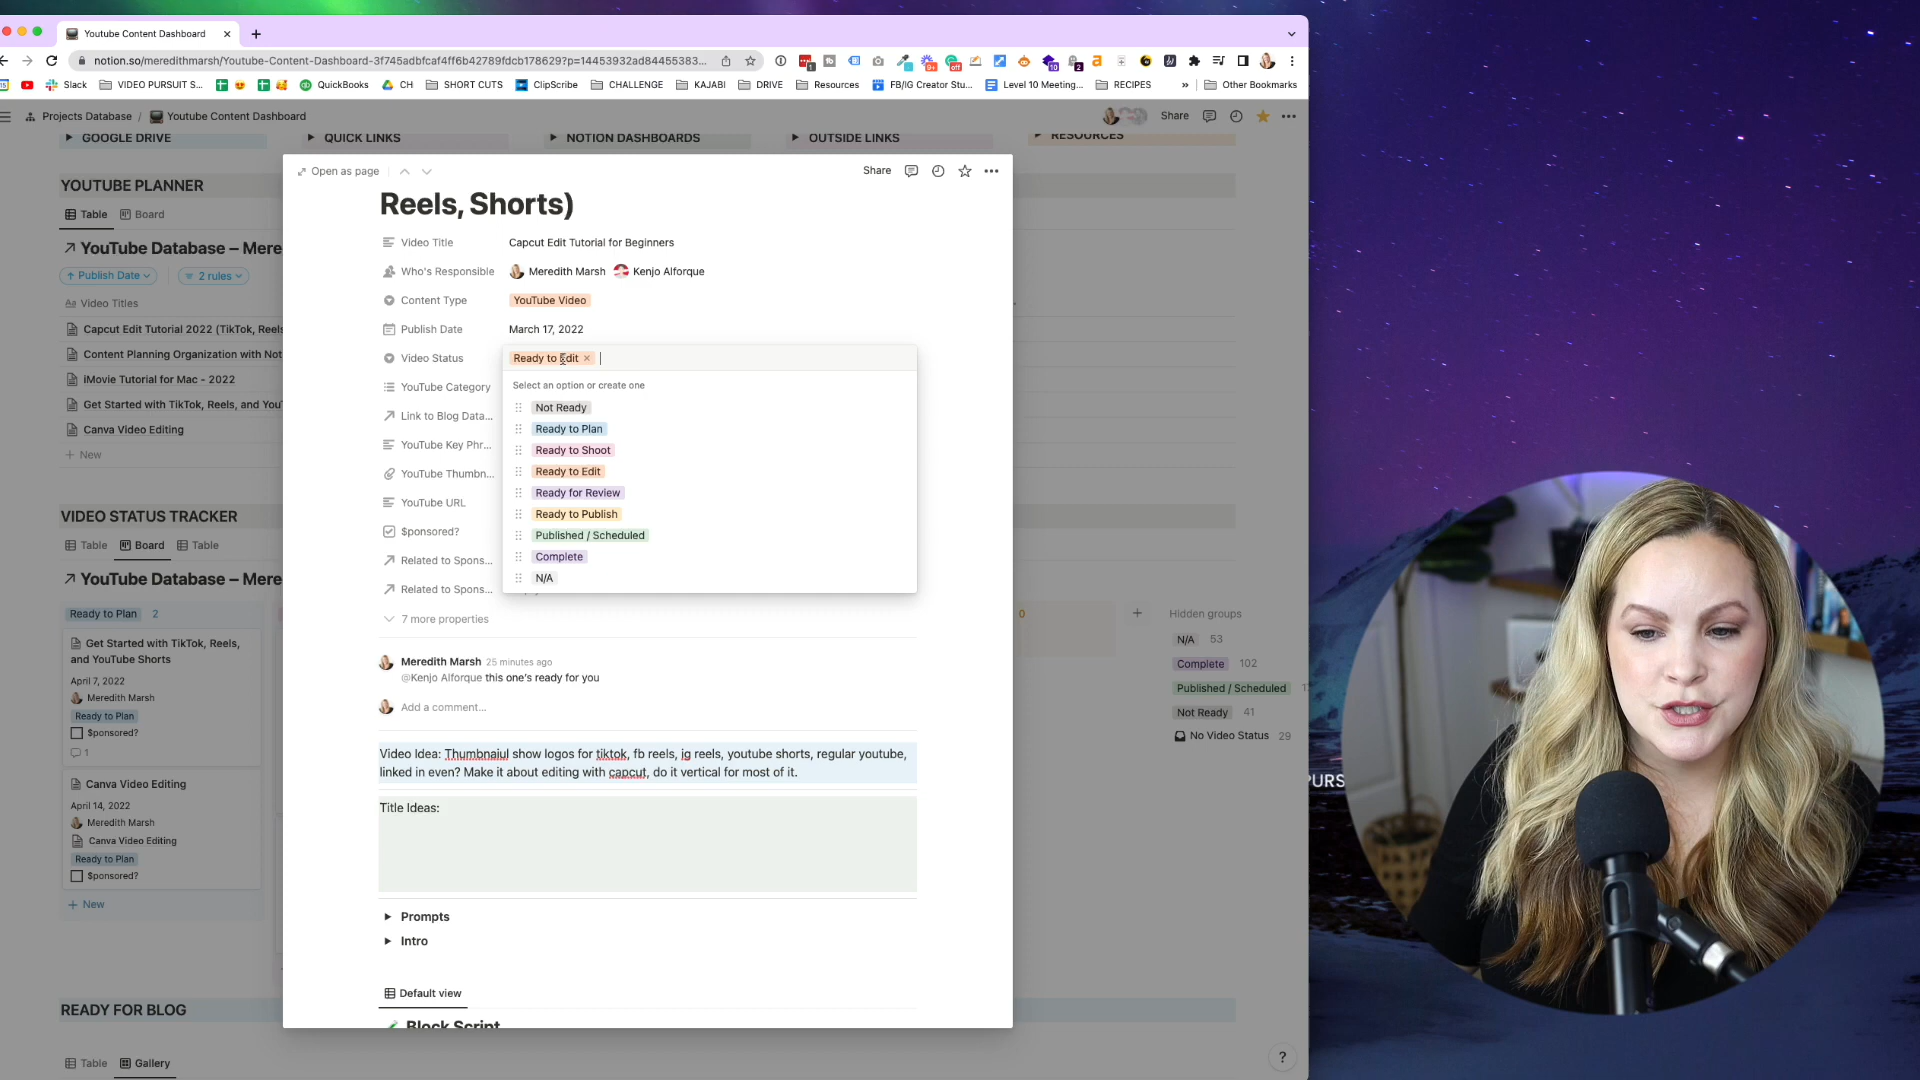 Youtube Content Dashboard
notion.so/meredithmarsh/Youtube-Content-Dashboard-3f745adbfcaf4ff6b42789fdcb178629?p=14453932ad84455383...
Slack VIDEO PURSUIT S... QuickBooks CH SHORT CUTS ClipScribe CHALLENGE KAJABI DRIVE Resources FB/IG Creator Stu... Level 10 Meeting... RECIPES » Other Bookmarks
Projects Database / Youtube Content Dashboard Share
GOOGLE DRIVE QUICK LINKS NOTION DASHBOARDS OUTSIDE LINKS RESOURCES
YOUTUBE PLANNER
Table Board
YouTube Database – Mere
Publish Date 2 rules
Aa Video Titles
Capcut Edit Tutorial 2022 (TikTok, Reels
Content Planning Organization with Not
iMovie Tutorial for Mac - 2022
Get Started with TikTok, Reels, and You
Canva Video Editing
+ New
VIDEO STATUS TRACKER
Table Board Table
YouTube Database – Mere
Ready to Plan 2
Get Started with TikTok, Reels,
and YouTube Shorts
April 7, 2022
Meredith Marsh
Ready to Plan
$ponsored?
1
Canva Video Editing
April 14, 2022
Meredith Marsh
Canva Video Editing
Ready to Plan
$ponsored?
+ New
READY FOR BLOG
Table Gallery
Open as page Share
Reels, Shorts)
Video Title Capcut Edit Tutorial for Beginners
Who's Responsible Meredith Marsh Kenjo Alforque
Content Type YouTube Video
Publish Date March 17, 2022
Video Status Ready to Edit ×
YouTube Category
Link to Blog Data...
YouTube Key Phr...
YouTube Thumbn...
YouTube URL
$ponsored?
Related to Spons...
Related to Spons...
7 more properties
Select an option or create one
Not Ready
Ready to Plan
Ready to Shoot
Ready to Edit
Ready for Review
Ready to Publish
Published / Scheduled
Complete
N/A
Meredith Marsh 25 minutes ago
@Kenjo Alforque this one's ready for you
Add a comment...
Video Idea: Thumbnaiul show logos for tiktok, fb reels, ig reels, youtube shorts, regular youtube,
linked in even? Make it about editing with capcut, do it vertical for most of it.
Title Ideas:
Prompts
Intro
Default view
Block Script
0
Hidden groups
N/A 53
Complete 102
Published / Scheduled
Not Ready 41
No Video Status 29
PURS
?